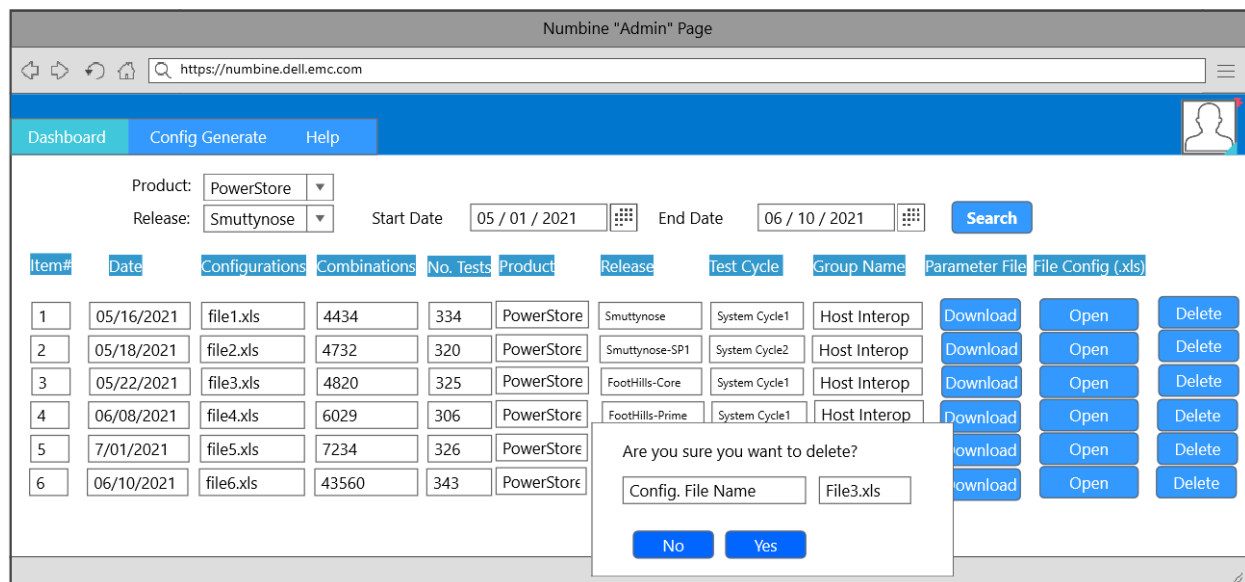 Numbine "Admin" Page
https://numbine.dell.emc.com
Dashboard Config Generate Help
Product: PowerStore
Release: Smuttynose Start Date 05 / 01 / 2021 End Date 06 / 10 / 2021 Search
Item# Date Configurations Combinations No. Tests Product Release Test Cycle Group Name Parameter File File Config (.xls)
1 05/16/2021 file1.xls 4434 334 PowerStore Smuttynose System Cycle1 Host Interop Download Open Delete
2 05/18/2021 file2.xls 4732 320 PowerStore Smuttynose-SP1 System Cycle2 Host Interop Download Open Delete
3 05/22/2021 file3.xls 4820 325 PowerStore FootHills-Core System Cycle1 Host Interop Download Open Delete
4 06/08/2021 file4.xls 6029 306 PowerStore FootHills-Prime System Cycle1 Host Interop Download Open Delete
5 7/01/2021 file5.xls 7234 326 PowerStore ownload Open Delete
6 06/10/2021 file6.xls 43560 343 PowerStore ownload Open Delete
Are you sure you want to delete?
Config. File Name File3.xls
No Yes